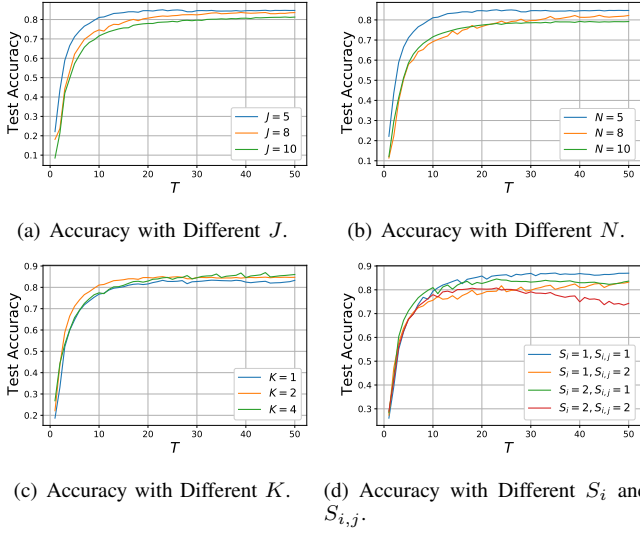 0.8
0.7
0.6
0.5
0.4
0.3
0.2
0.1
Test Accuracy
J = 5
J = 8
J = 10
0 10 20 30 40 50
T
(a) Accuracy with Different J.
0.8
0.7
0.6
0.5
0.4
0.3
0.2
0.1
Test Accuracy
N = 5
N = 8
N = 10
0 10 20 30 40 50
T
(b) Accuracy with Different N.
0.9
0.8
0.7
0.6
0.5
0.4
0.3
0.2
Test Accuracy
K = 1
K = 2
K = 4
0 10 20 30 40 50
T
(c) Accuracy with Different K.
0.9
0.8
0.7
0.6
0.5
0.4
0.3
Test Accuracy
S_i = 1, S_{i,j} = 1
S_i = 1, S_{i,j} = 2
S_i = 2, S_{i,j} = 1
S_i = 2, S_{i,j} = 2
0 10 20 30 40 50
T
(d) Accuracy with Different S_i and
S_{i,j}.